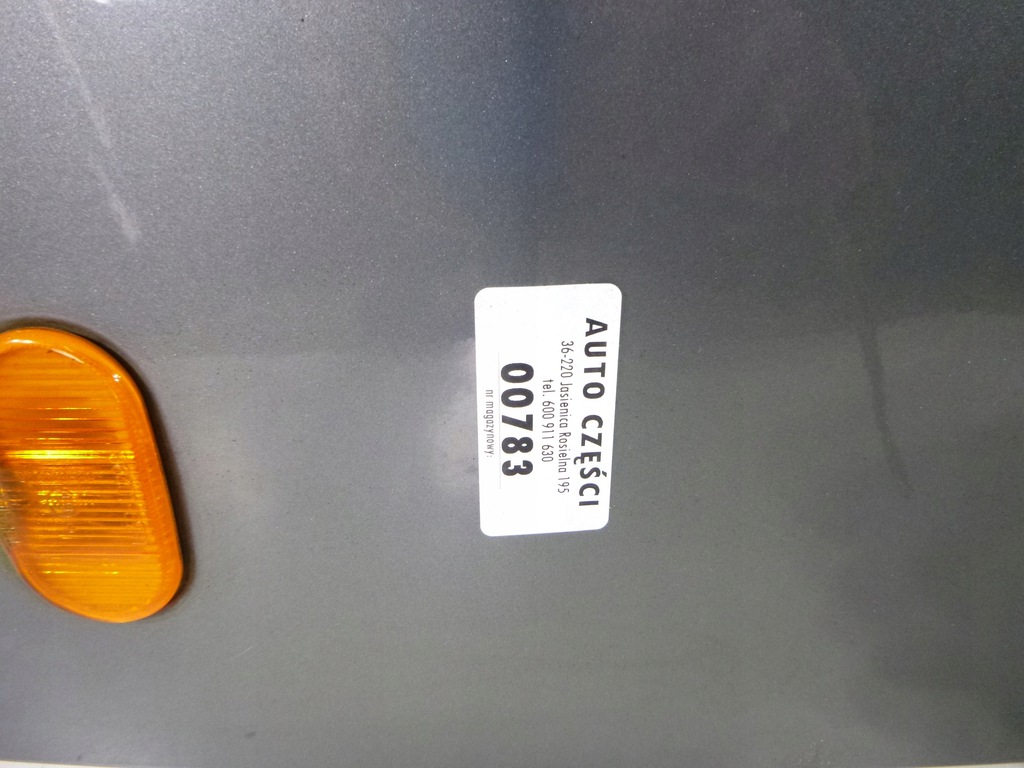 AUTO CZĘŚCI
36-220 Jasienica Rosielna 195
tel. 600 911 630
00783
nr magazynowy: